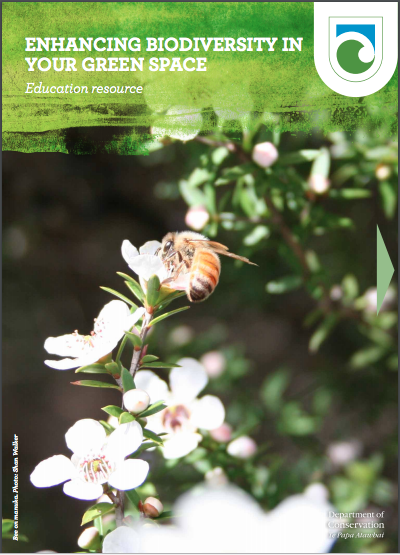 ENHANCING BIODIVERSITY IN
YOUR GREEN SPACE
Education resource
Bee on manuka. Photo: Shan Walker
Department of
Conservation
Te Papa Atawhai